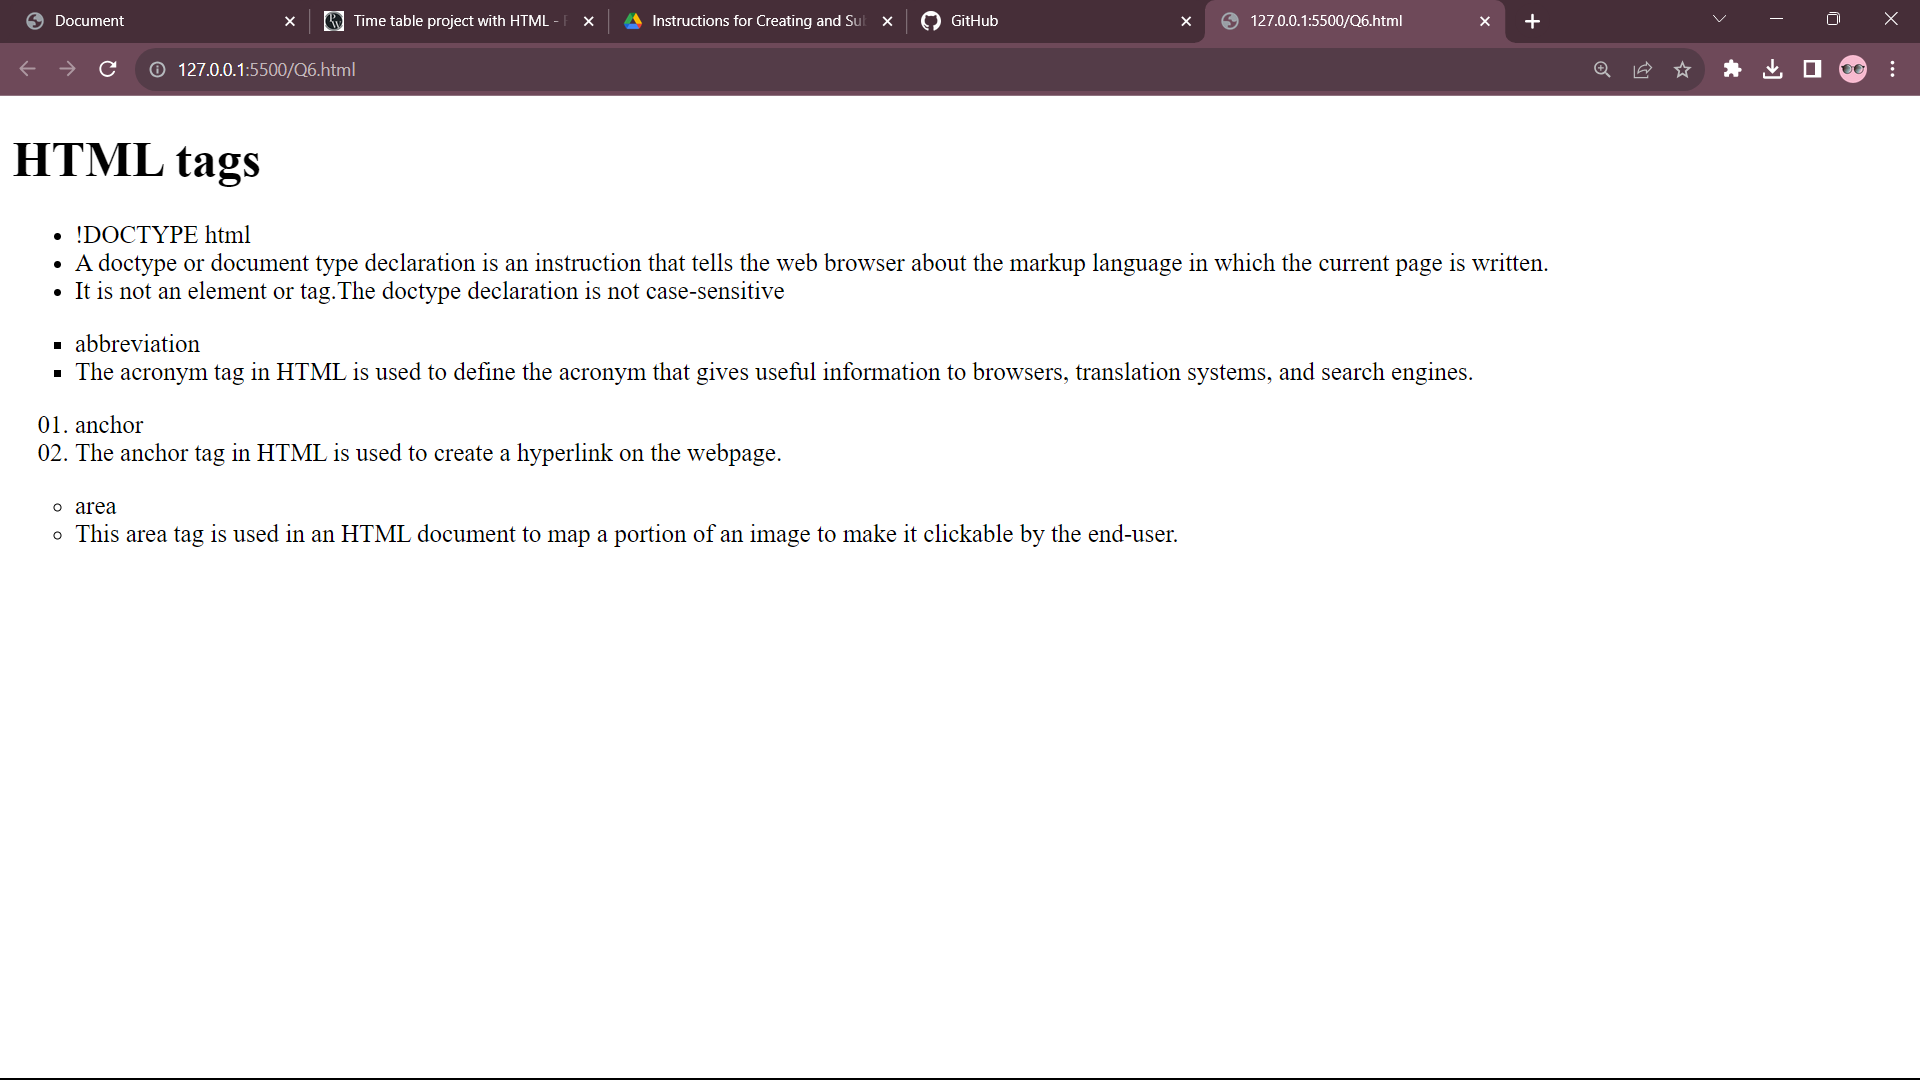 Document
Time table project with HTML -
Instructions for Creating and Su
GitHub
127.0.0.1:5500/Q6.html
127.0.0.1:5500/Q6.html
HTML tags
• !DOCTYPE html
• A doctype or document type declaration is an instruction that tells the web browser about the markup language in which the current page is written.
• It is not an element or tag.The doctype declaration is not case-sensitive
▪ abbreviation
▪ The acronym tag in HTML is used to define the acronym that gives useful information to browsers, translation systems, and search engines.
01. anchor
02. The anchor tag in HTML is used to create a hyperlink on the webpage.
◦ area
◦ This area tag is used in an HTML document to map a portion of an image to make it clickable by the end-user.